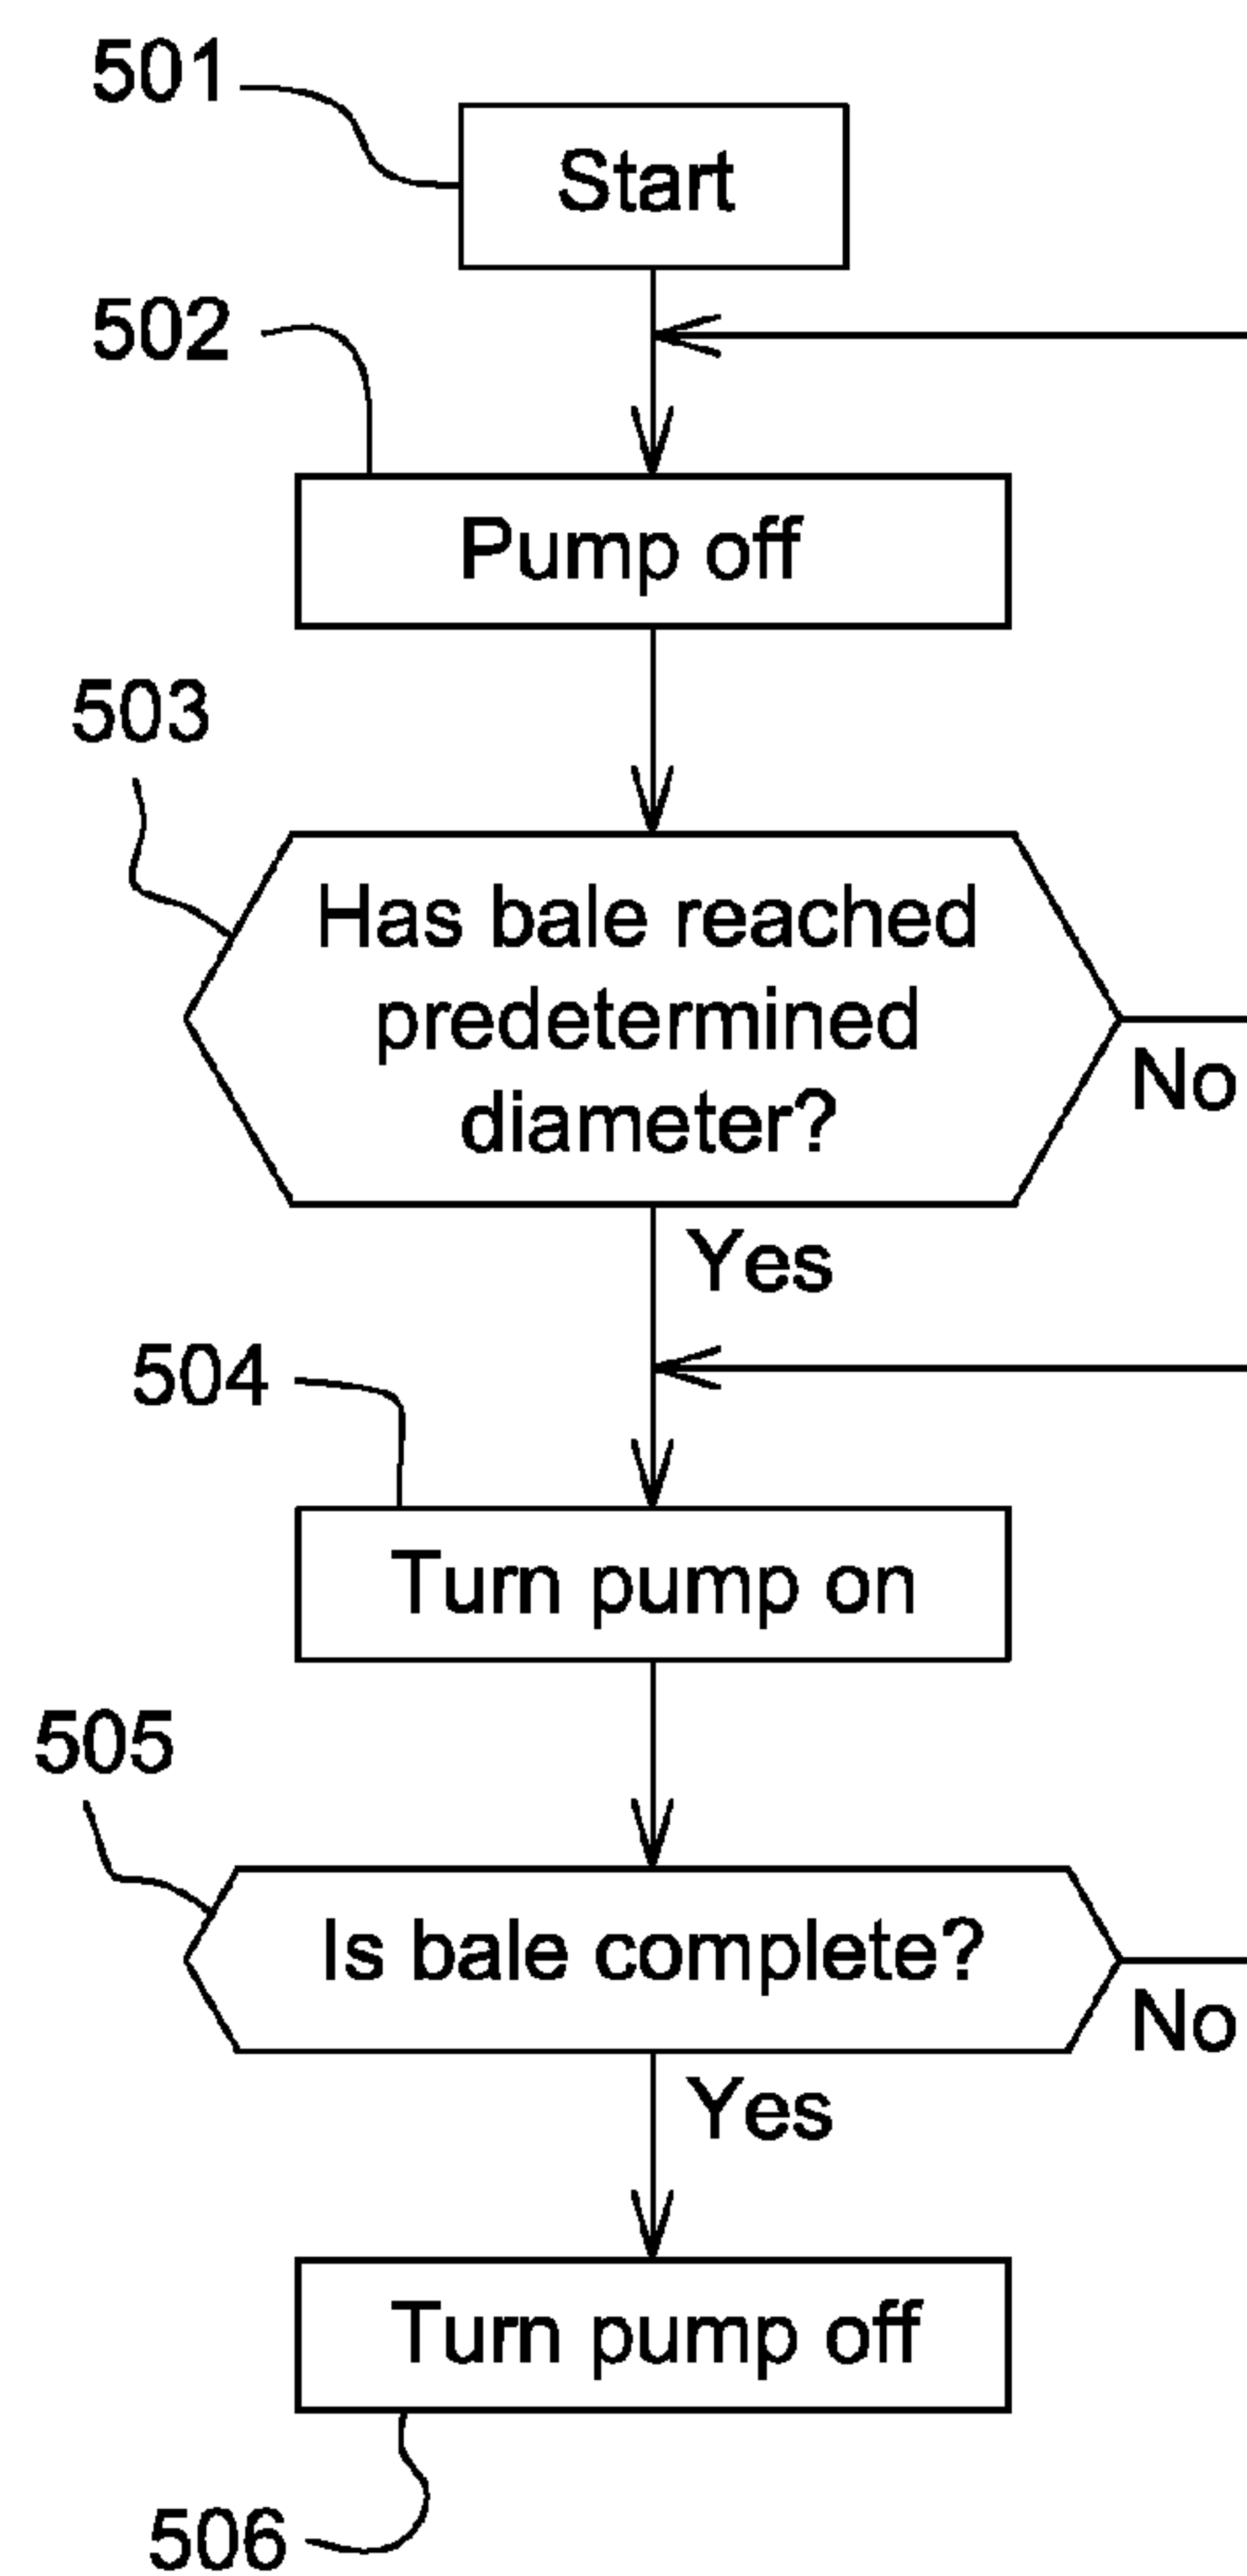 501
Start
502
Pump off
503
Has bale reached
predetermined
diameter?
No
Yes
504
Turn pump on
505
Is bale complete?
No
Yes
Turn pump off
506